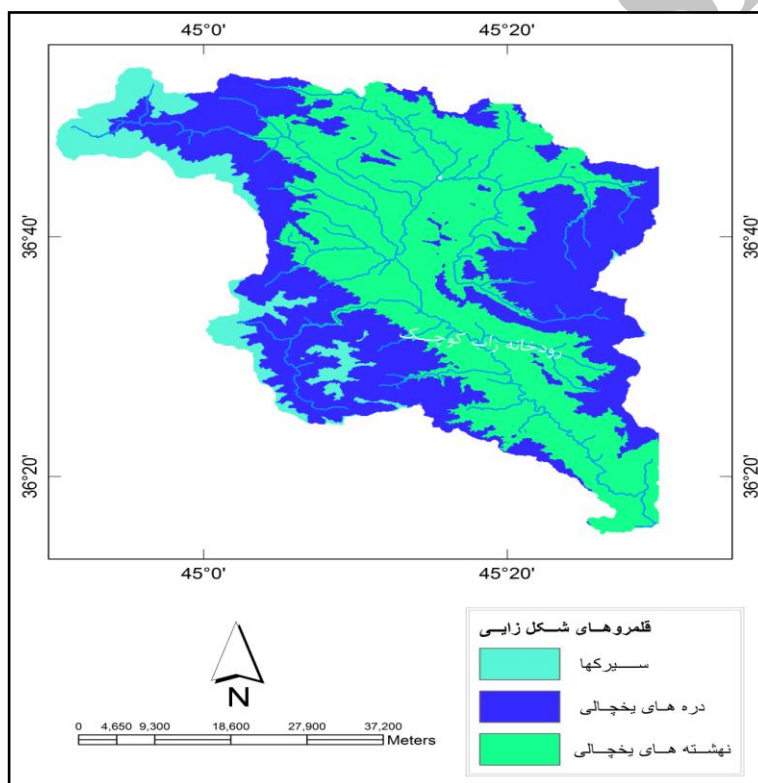 45°0' 45°20'
36°40' 36°40'
رودخانه زاب کوچک
36°20' 36°20'
45°0' 45°20'
N
0 4,650 9,300 18,600 27,900 37,200
Meters
قلمروهای شکل زایی
سیرکها
دره های یخچالی
نهشته های یخچالی